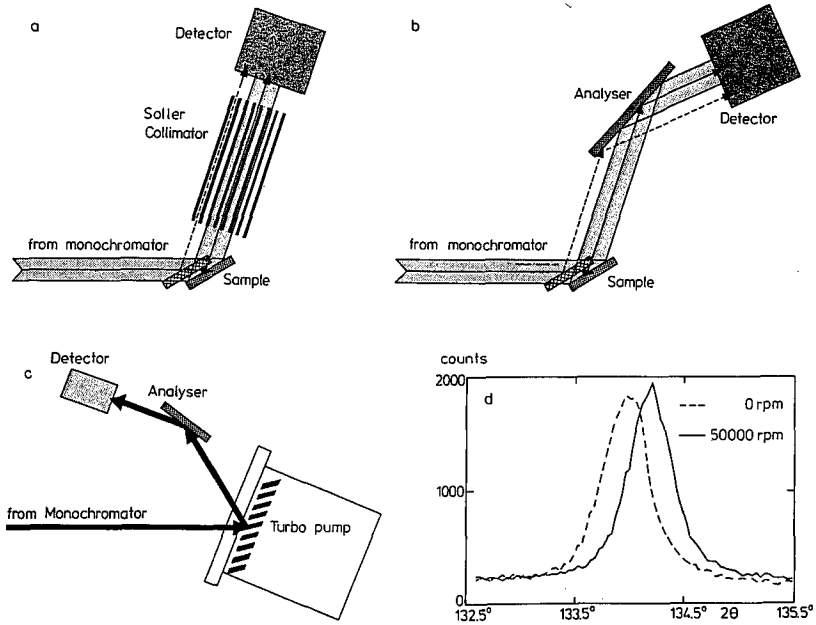 a
Detector
Soller
Collimator
from monochromator
Sample
b
Analyser
Detector
from monochromator
Sample
c
Detector
Analyser
from Monochromator
Turbo pump
counts
d
2000
1000
0
0 rpm
50000 rpm
132.5° 133.5° 134.5° 2θ 135.5°